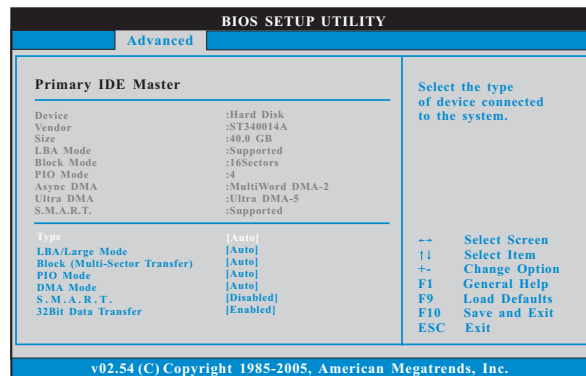 BIOS SETUP UTILITY
Advanced
Primary IDE Master
Device :Hard Disk
Vendor :ST340014A
Size :40.0 GB
LBA Mode :Supported
Block Mode :16Sectors
PIO Mode :4
Async DMA :MultiWord DMA-2
Ultra DMA :Ultra DMA-5
S.M.A.R.T. :Supported
Type [Auto]
LBA/Large Mode [Auto]
Block (Multi-Sector Transfer) [Auto]
PIO Mode [Auto]
DMA Mode [Auto]
S.M.A.R.T. [Disabled]
32Bit Data Transfer [Enabled]
Select the type
of device connected
to the system.
←→ Select Screen
↑↓ Select Item
+- Change Option
F1 General Help
F9 Load Defaults
F10 Save and Exit
ESC Exit
v02.54 (C) Copyright 1985-2005, American Megatrends, Inc.